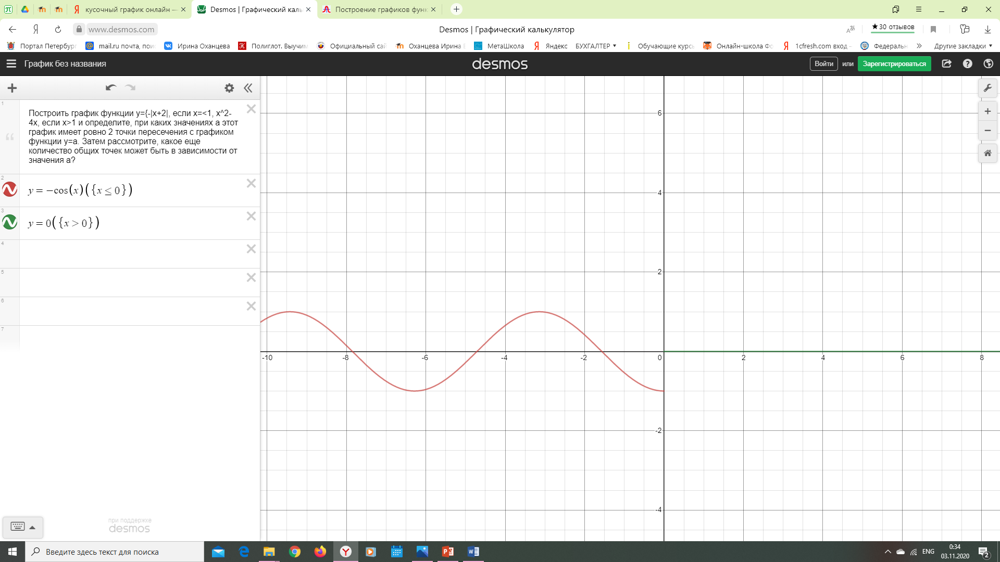 кусочный график онлайн —
Desmos | Графический каль
Построение графиков функ
www.desmos.com
Desmos | Графический калькулятор
★30 отзывов
Портал Петербург
mail.ru почта, пои
Ирина Оханцева
Полиглот. Выучим
Официальный сай
Оханцева Ирина В
МетаШкола
Яндекс
БУХГАЛТЕР
Обучающие курсы
Онлайн-школа Фо
1cfresh.com вход –
Федеральн
Другие закладки
График без названия
desmos
Войти или Зарегистрироваться
1
Построить график функции y={-|x+2|, если x=<1, x^2-
4x, если x>1 и определите, при каких значениях а этот
график имеет ровно 2 точки пересечения с графиком
функции y=a. Затем рассмотрите, какое еще
количество общих точек может быть в зависимости от
значения а?
2
y = −cos(x)({x ≤ 0})
3
y = 0({x > 0})
4
5
6
7
6
4
2
-10 -8 -6 -4 -2 0 2 4 6 8
-2
-4
при поддержке
desmos
Введите здесь текст для поиска
ENG
0:34
03.11.2020
2